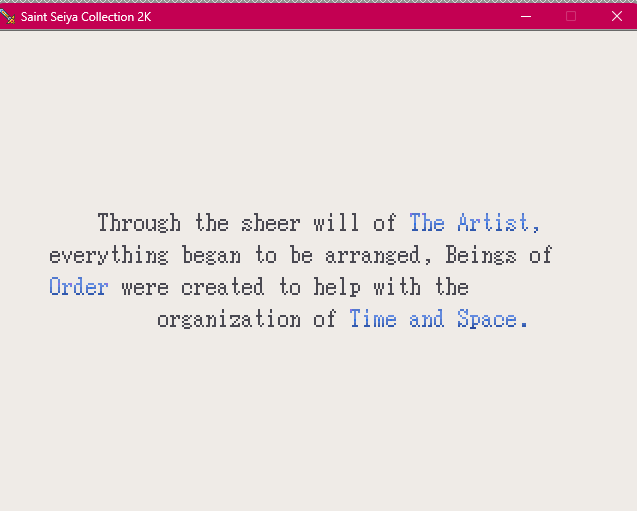 Saint Seiya Collection 2K
Through the sheer will of The Artist,
everything began to be arranged, Beings of
Order were created to help with the
organization of Time and Space.